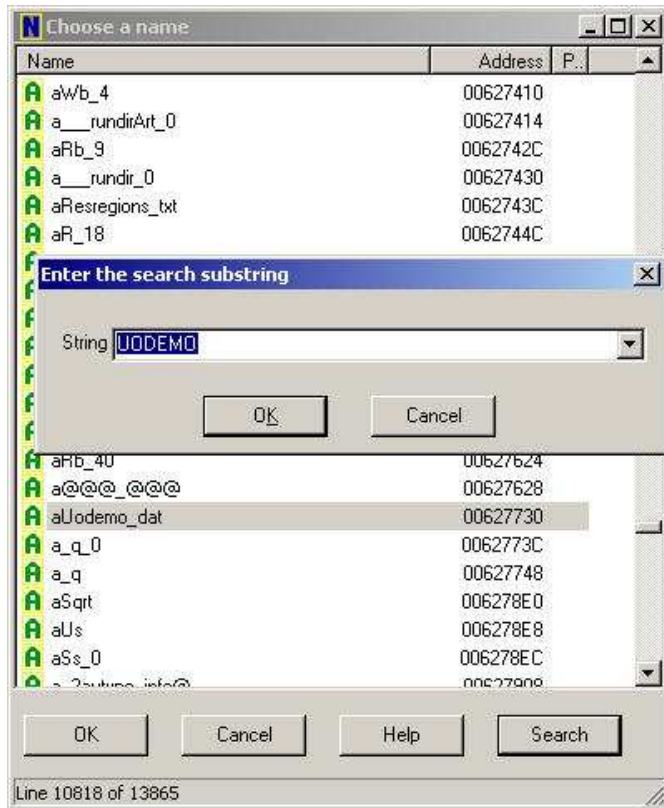 Choose a name
Name Address P..
aWb_4 00627410
a___rundirArt_0 00627414
aRb_9 0062742C
a___rundir_0 00627430
aResregions_txt 0062743C
aR_18 0062744C
Enter the search substring
String UODEMO
OK Cancel
aRb_40 00627624
a@@@_@@@ 00627628
aUodemo_dat 00627730
a_q_0 0062773C
a_q 00627748
aSqrt 006278E0
aUs 006278E8
aSs_0 006278EC
OK Cancel Help Search
Line 10818 of 13865